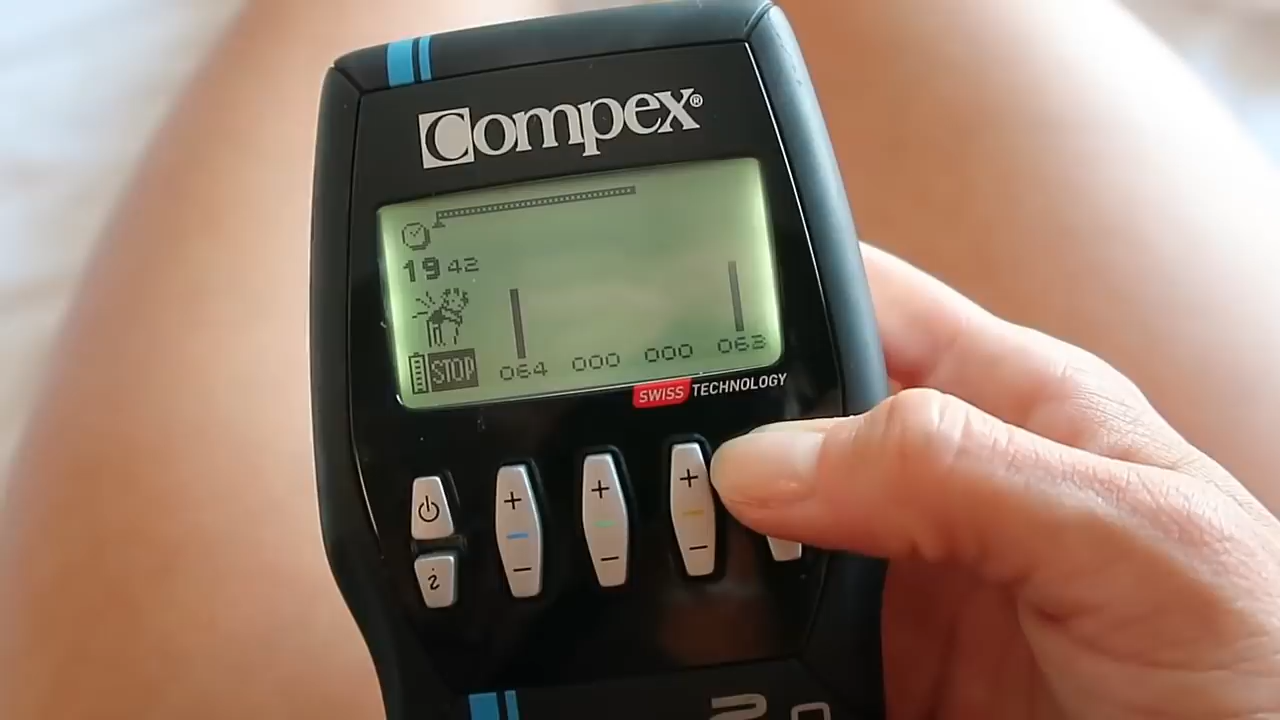 Compex®
19 42
STOP 064 000 000 063
SWISS TECHNOLOGY
+ + +
i - - -